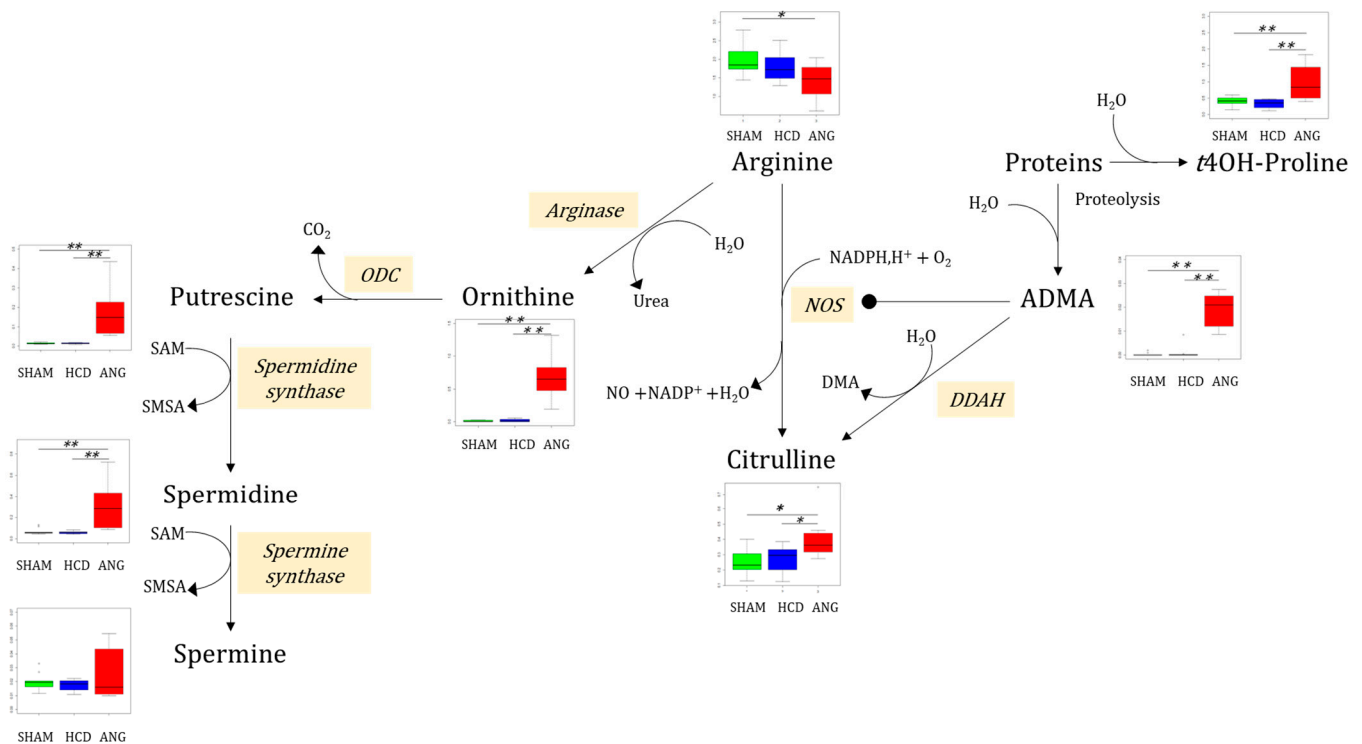 *
SHAM HCD ANG
Arginine
** 
**
SHAM HCD ANG
H₂O
Proteins
t4OH-Proline
Proteolysis
H₂O
Arginase
H₂O
Urea
CO₂
ODC
**
**
SHAM HCD ANG
Putrescine
Ornithine
**
**
SHAM HCD ANG
NADPH,H⁺ + O₂
NOS
ADMA
**
**
SHAM HCD ANG
H₂O
DMA
DDAH
NO +NADP⁺ +H₂O
SAM
Spermidine
synthase
SMSA
Citrulline
*
*
SHAM HCD ANG
**
**
SHAM HCD ANG
Spermidine
SAM
Spermine
synthase
SMSA
Spermine
SHAM HCD ANG